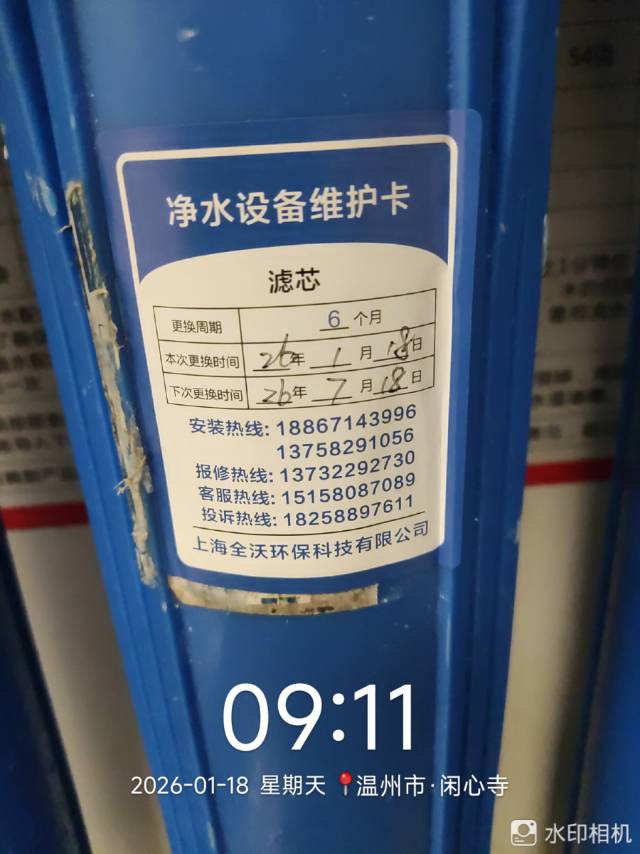 净水设备维护卡
滤芯
更换周期 6 个月
本次更换时间 26年 1月 18日
下次更换时间 26年 7月 18日
安装热线: 18867143996
13758291056
报修热线: 13732292730
客服热线: 15158087089
投诉热线: 18258897611
上海全沃环保科技有限公司
09:11
2026-01-18 星期天 📍温州市·闲心寺
水印相机